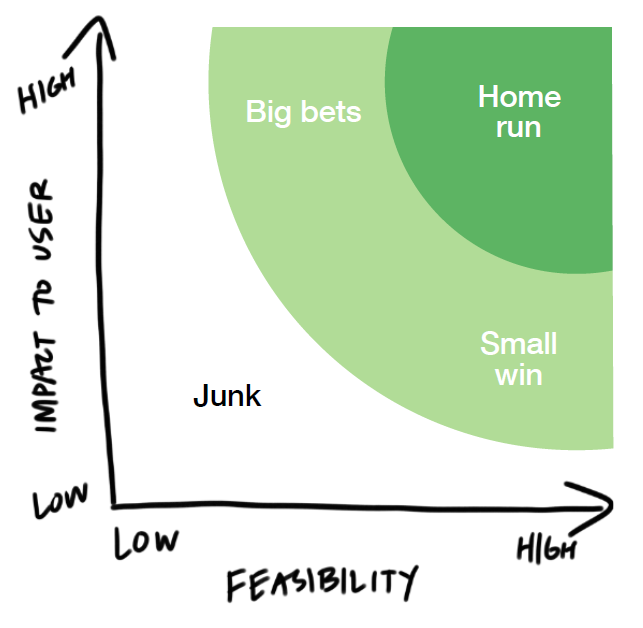 HIGH
Big bets
Home
run
IMPACT TO USER
Small
win
Junk
LOW
LOW
HIGH
FEASIBILITY